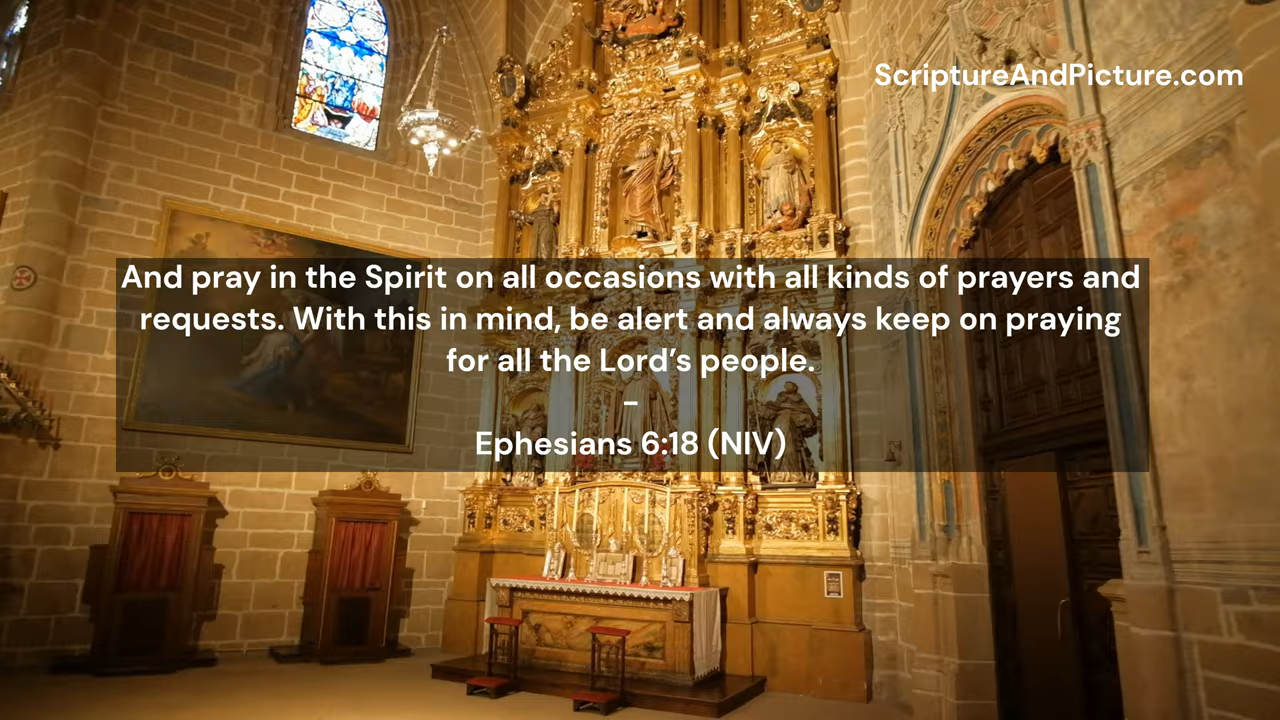 ScriptureAndPicture.com
And pray in the Spirit on all occasions with all kinds of prayers and
requests. With this in mind, be alert and always keep on praying
for all the Lord’s people.
–
Ephesians 6:18 (NIV)